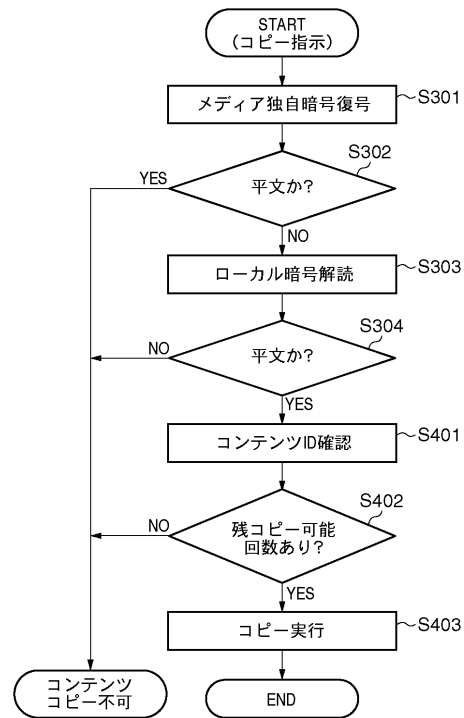 START
(コピー指示)
メディア独自暗号復号
S301
平文か?
S302
YES
NO
ローカル暗号解読
S303
平文か?
S304
NO
YES
コンテンツID確認
S401
残コピー可能
回数あり?
S402
NO
YES
コピー実行
S403
コンテンツ
コピー不可
END